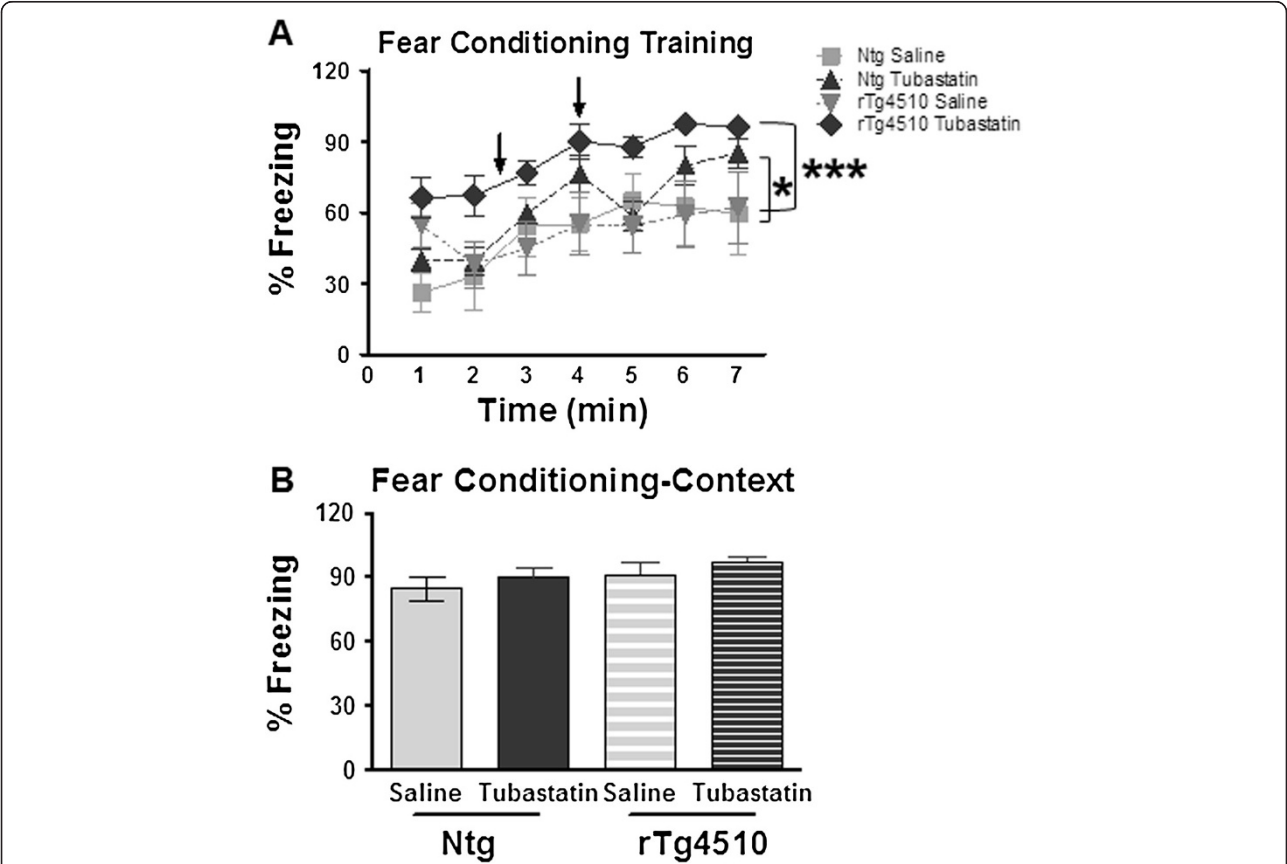 A
Fear Conditioning Training
Ntg Saline
Ntg Tubastatin
rTg4510 Saline
rTg4510 Tubastatin
120
90
60
30
0
% Freezing
***
*
0 1 2 3 4 5 6 7
Time (min)
B
Fear Conditioning-Context
120
90
60
30
0
% Freezing
Saline Tubastatin Saline Tubastatin
Ntg rTg4510